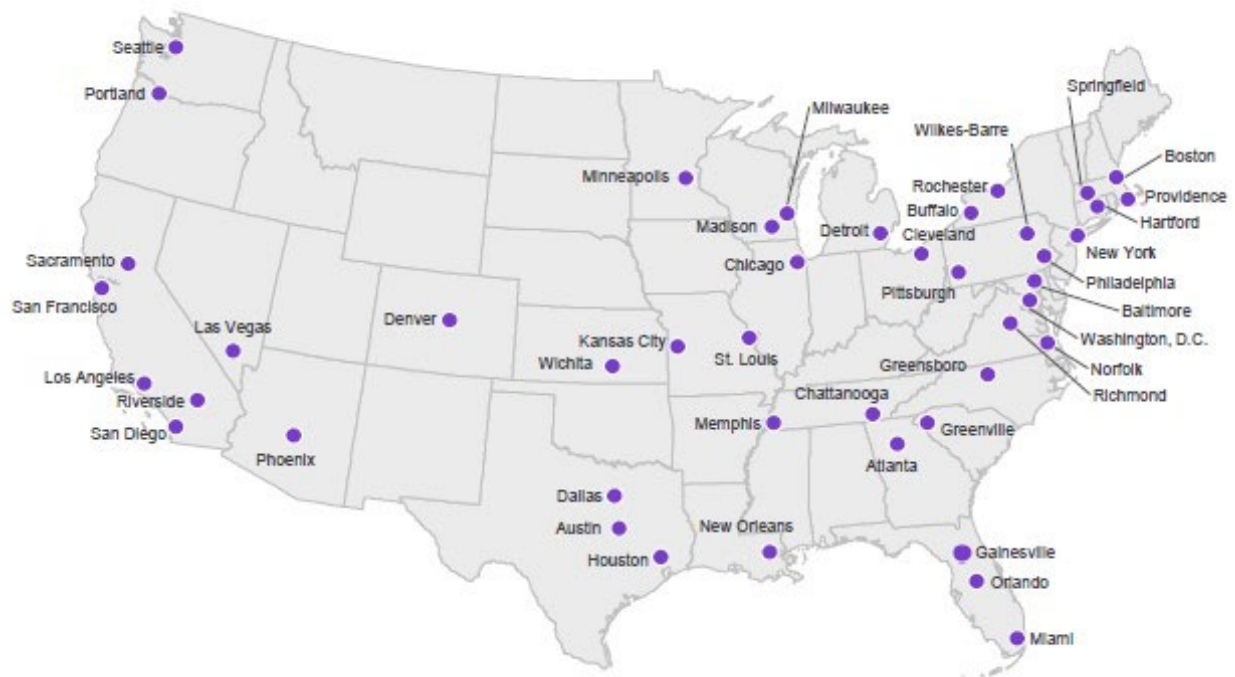 Seattle
Portland
Springfield
Milwaukee
Wilkes-Barre
Boston
Minneapolis
Rochester
Providence
Buffalo
Hartford
Madison
Detroit
Cleveland
New York
Sacramento
Chicago
Philadelphia
Pittsburgh
San Francisco
Baltimore
Las Vegas
Denver
Kansas City
Washington, D.C.
St. Louis
Wichita
Greensboro
Norfolk
Los Angeles
Chattanooga
Richmond
Riverside
Memphis
Greenville
San Diego
Phoenix
Atlanta
Dallas
Austin
New Orleans
Houston
Gainesville
Orlando
Miami